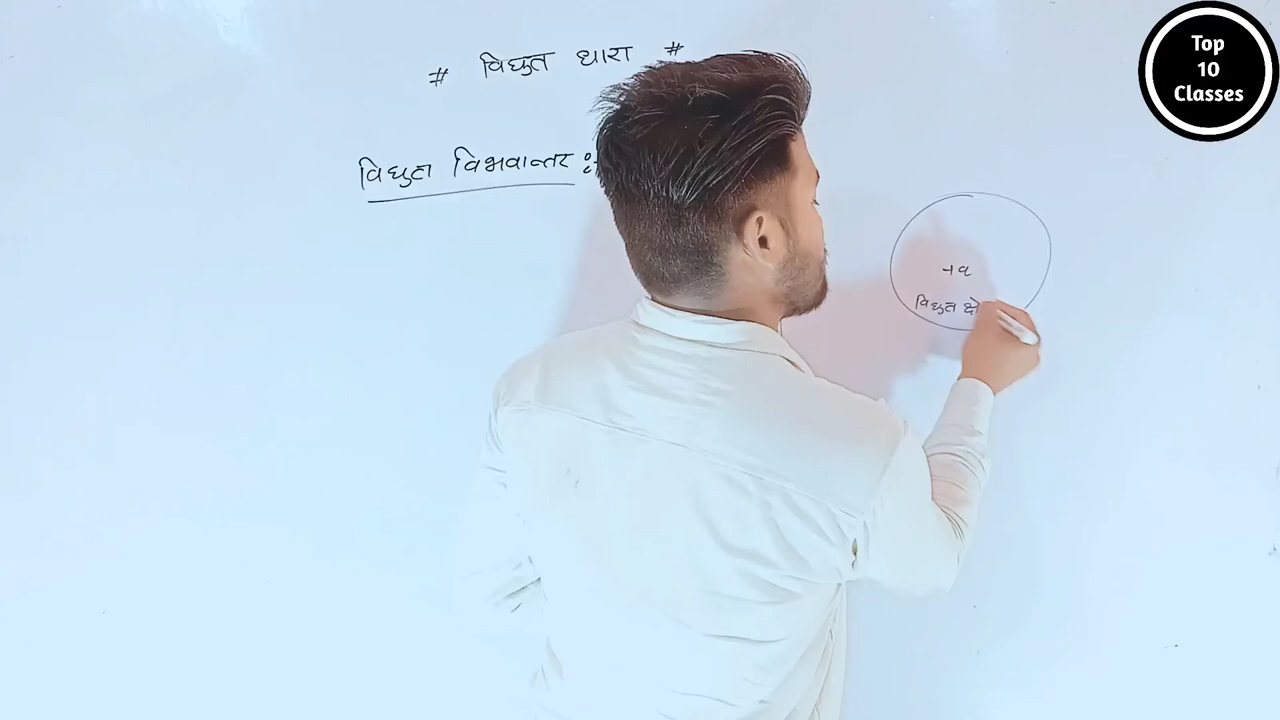 # विद्युत धारा #
विद्युत विभवान्तर :-
+q
विद्युत क्षे
Top
10
Classes